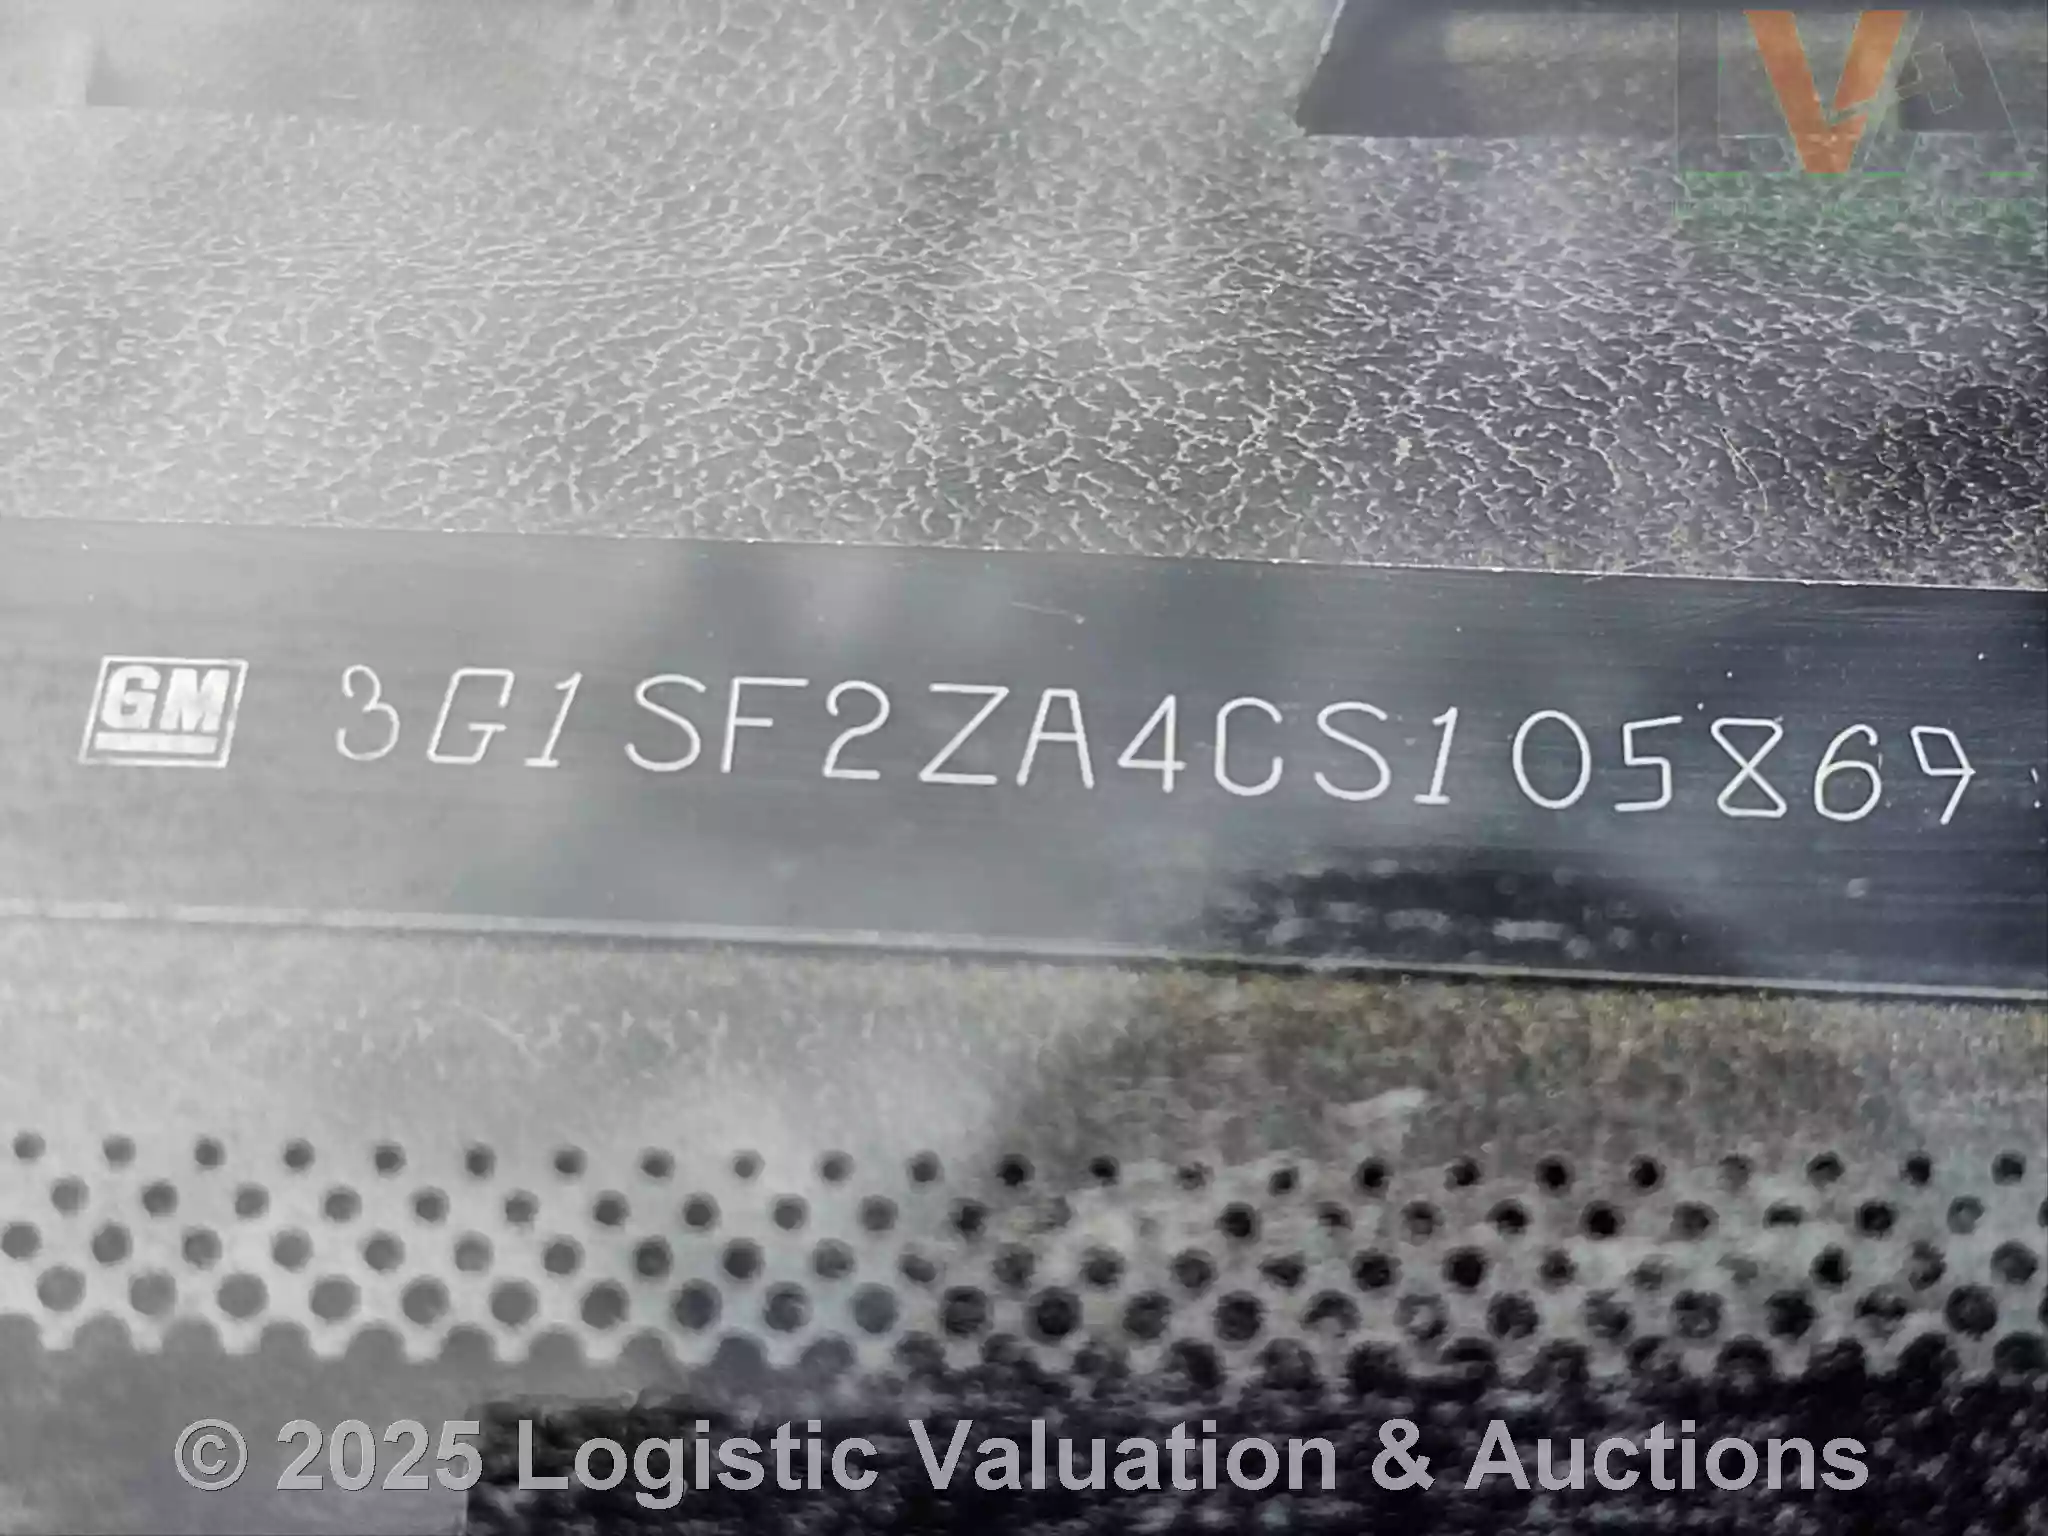 V
GM 3G1SF2ZA4CS105869
© 2025 Logistic Valuation & Auctions